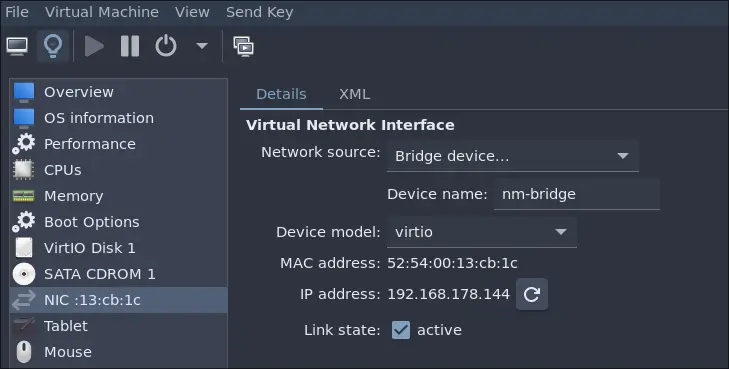 File Virtual Machine View Send Key
Overview
OS information
Performance
CPUs
Memory
Boot Options
VirtIO Disk 1
SATA CDROM 1
NIC :13:cb:1c
Tablet
Mouse
Details XML
Virtual Network Interface
Network source: Bridge device...
Device name: nm-bridge
Device model: virtio
MAC address: 52:54:00:13:cb:1c
IP address: 192.168.178.144
Link state: active